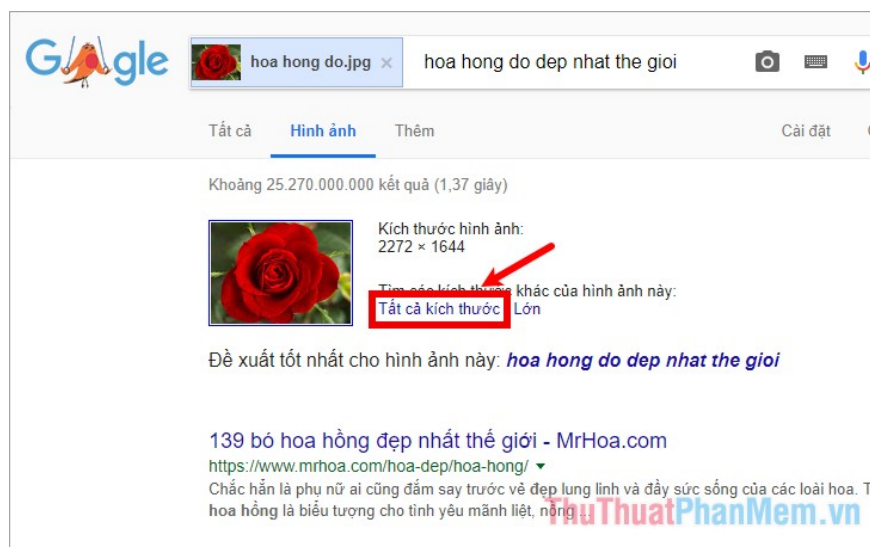 G gle
hoa hong do.jpg × hoa hong do dep nhat the gioi
Tất cả Hình ảnh Thêm Cài đặt
Khoảng 25.270.000.000 kết quả (1,37 giây)
Kích thước hình ảnh:
2272 × 1644
Tìm các kích thước khác của hình ảnh này:
Tất cả kích thước Lớn
Đề xuất tốt nhất cho hình ảnh này: hoa hong do dep nhat the gioi
139 bó hoa hồng đẹp nhất thế giới - MrHoa.com
https://www.mrhoa.com/hoa-dep/hoa-hong/
Chắc hẳn là phụ nữ ai cũng đắm say trước vẻ đẹp lung linh và đầy sức sống của các loài hoa. T
hoa hồng là biểu tượng cho tình yêu mãnh liệt, nồng ...
ThuThuatPhanMem.vn